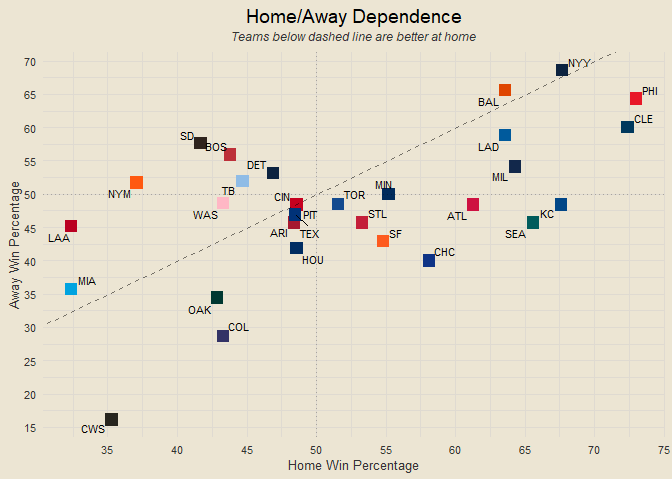 Home/Away Dependence
Teams below dashed line are better at home
Away Win Percentage
70
65
60
55
50
45
40
35
30
25
20
15
NYY
PHI
BAL
CLE
LAD
SD
BOS
DET
MIL
MIN
NYM
TB
CIN
TOR
WAS
PIT
STL
ATL
KC
LAA
ARI
TEX
SF
SEA
HOU
CHC
MIA
OAK
COL
CWS
35
40
45
50
55
60
65
70
75
Home Win Percentage